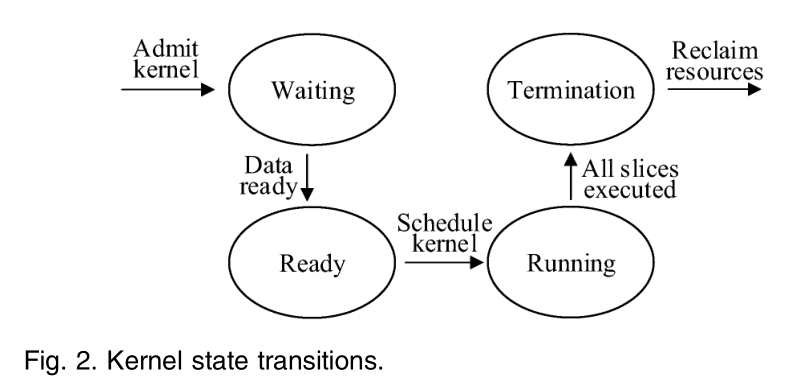 Admit
kernel
Waiting
Termination
Reclaim
resources
Data
ready
All slices
executed
Ready
Schedule
kernel
Running
Fig. 2. Kernel state transitions.